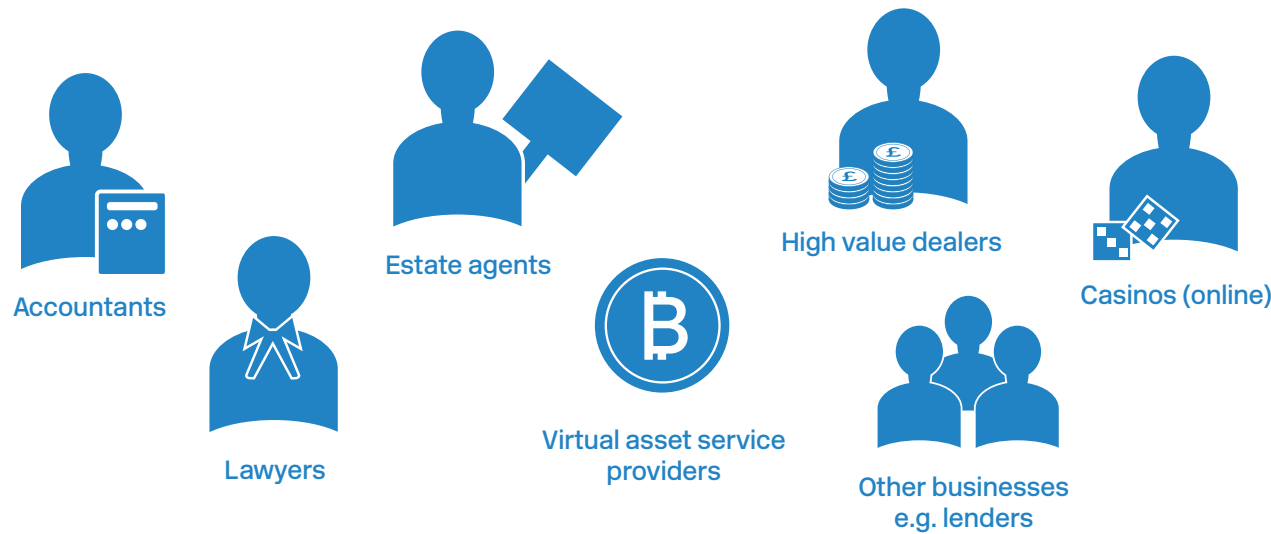 Accountants
Lawyers
Estate agents
Virtual asset service
providers
£
£
High value dealers
Other businesses
e.g. lenders
Casinos (online)